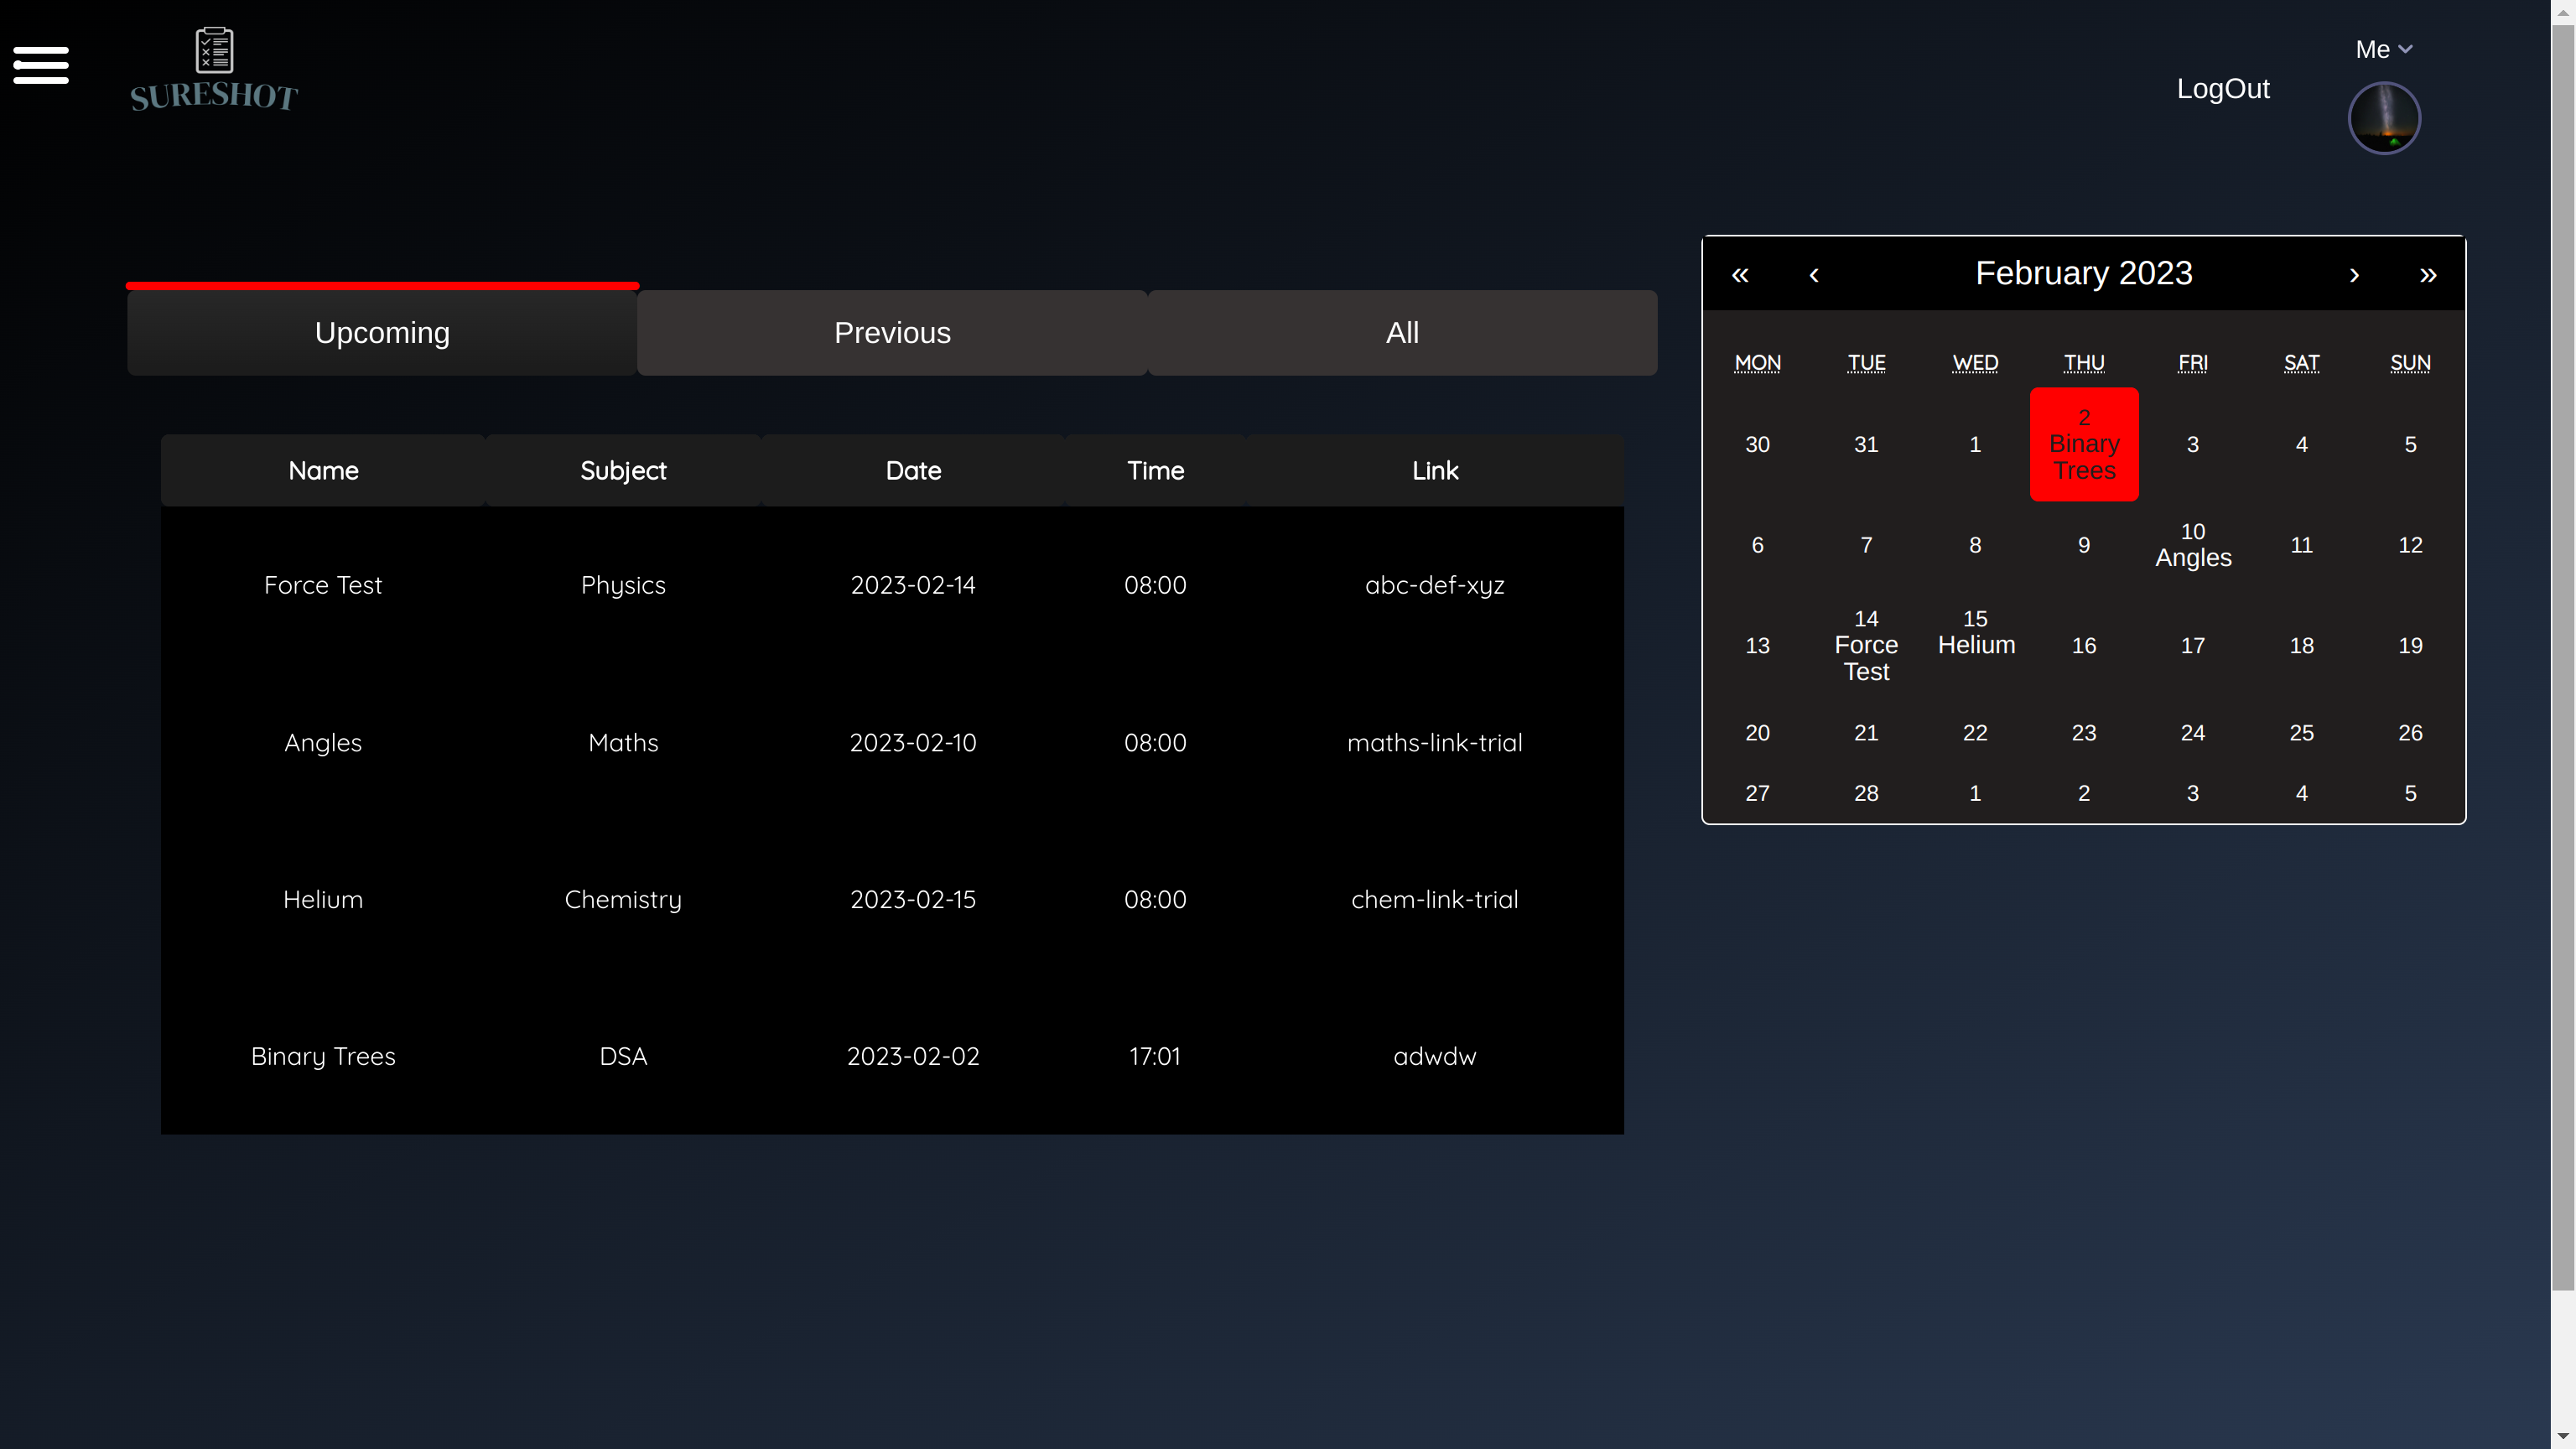 SURESHOT
LogOut
Me
Upcoming Previous All
Name Subject Date Time Link
Force Test Physics 2023-02-14 08:00 abc-def-xyz
Angles Maths 2023-02-10 08:00 maths-link-trial
Helium Chemistry 2023-02-15 08:00 chem-link-trial
Binary Trees DSA 2023-02-02 17:01 adwdw
« ‹ February 2023 › »
MON TUE WED THU FRI SAT SUN
30 31 1 2 Binary Trees 3 4 5
6 7 8 9 10 Angles 11 12
13 14 Force Test 15 Helium 16 17 18 19
20 21 22 23 24 25 26
27 28 1 2 3 4 5